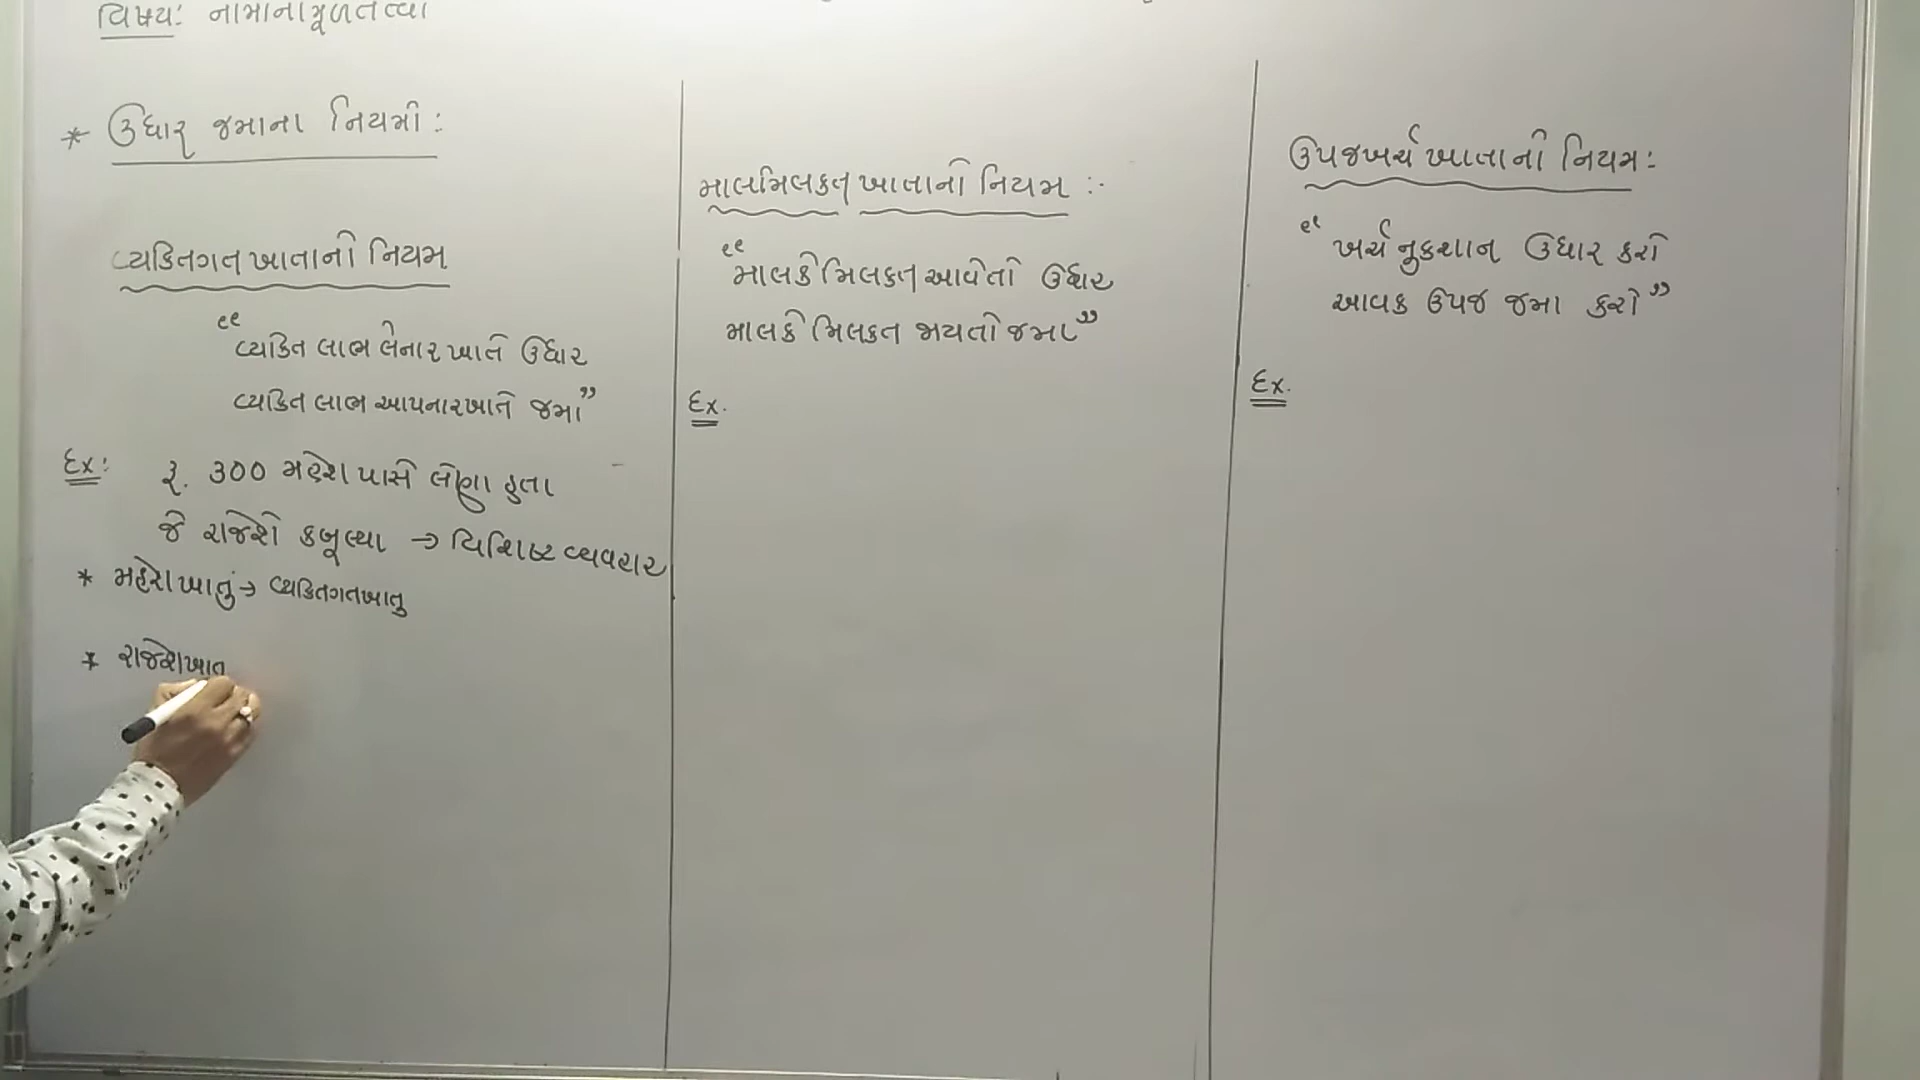 વિષય: નામાના મૂળતત્વો
* ઉધાર જમાના નિયમો:
વ્યકિતગત ખાતાનો નિયમ
"વ્યકિત લાભ લેનાર ખાતે ઉધાર
વ્યકિત લાભ આપનાર ખાતે જમા"
Ex: રૂ. 300 મહેશ પાસે લેણા હતા
જે રાજેશે કબૂલ્યા → વિશિષ્ટ વ્યવહાર
* મહેશ ખાતું → વ્યકિતગત ખાતુ
* રાજેશ ખાત
માલમિલકત ખાતાનો નિયમ :-
"માલ કે મિલકત આવે તો ઉધાર
માલ કે મિલકત જાય તો જમા"
Ex.
ઉપજખર્ચ ખાતાનો નિયમ:
"ખર્ચ નુકશાન ઉધાર કરો
આવક ઉપજ જમા કરો"
Ex.